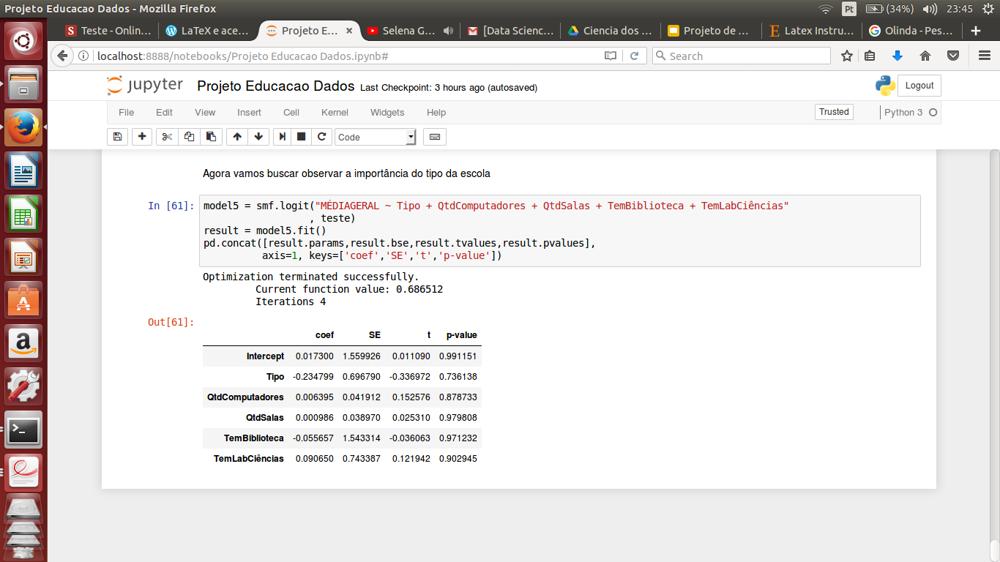 Projeto Educacao Dados - Mozilla Firefox
Pt (34%) 23:45
Teste - Onlin... LaTeX e ace... Projeto E... Selena G... [Data Scienc... Ciencia dos ... Projeto de ... Latex Instru... Olinda - Pes...
localhost:8888/notebooks/Projeto Educacao Dados.ipynb# Search
jupyter Projeto Educacao Dados Last Checkpoint: 3 hours ago (autosaved) Logout
File Edit View Insert Cell Kernel Widgets Help Trusted Python 3
Code
Agora vamos buscar observar a importância do tipo da escola
In [61]: model5 = smf.logit("MÉDIAGERAL ~ Tipo + QtdComputadores + QtdSalas + TemBiblioteca + TemLabCiências"
, teste)
result = model5.fit()
pd.concat([result.params,result.bse,result.tvalues,result.pvalues],
axis=1, keys=['coef','SE','t','p-value'])
Optimization terminated successfully.
Current function value: 0.686512
Iterations 4
Out[61]:
coef SE t p-value
Intercept 0.017300 1.559926 0.011090 0.991151
Tipo -0.234799 0.696790 -0.336972 0.736138
QtdComputadores 0.006395 0.041912 0.152576 0.878733
QtdSalas 0.000986 0.038970 0.025310 0.979808
TemBiblioteca -0.055657 1.543314 -0.036063 0.971232
TemLabCiências 0.090650 0.743387 0.121942 0.902945